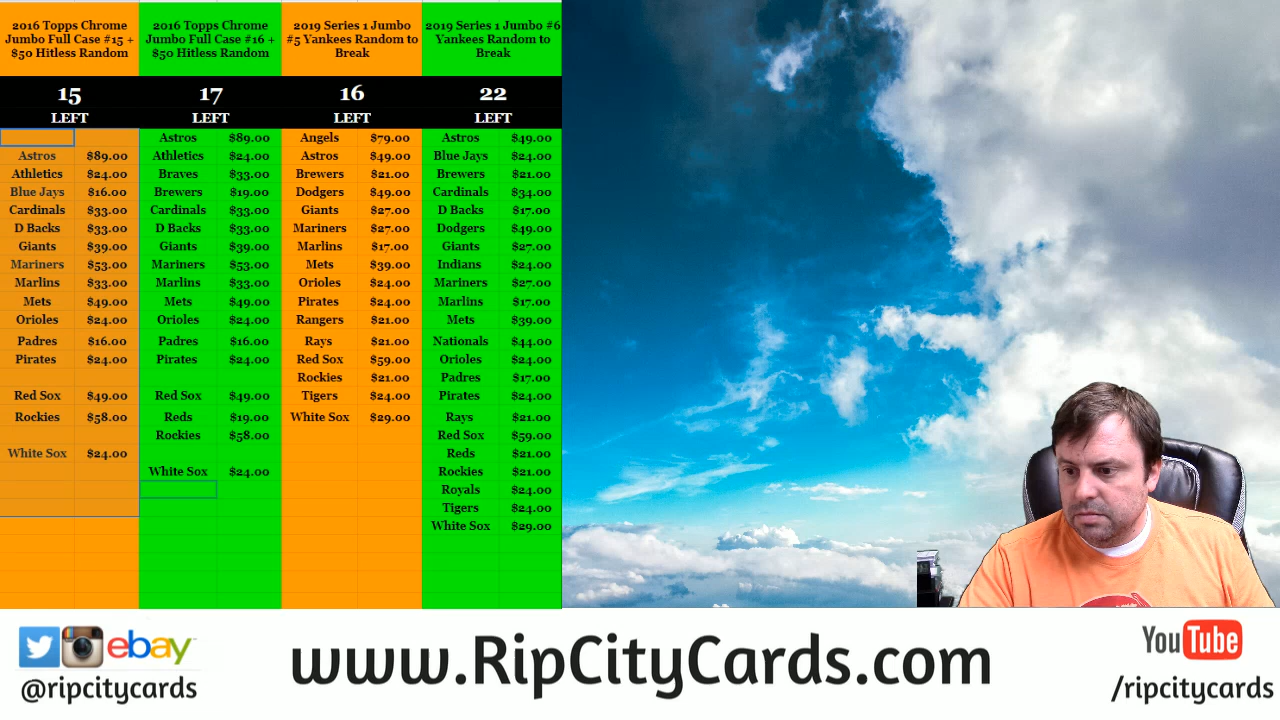 2016 Topps Chrome
Jumbo Full Case #15 +
$50 Hitless Random
15
LEFT
Astros $89.00
Athletics $24.00
Blue Jays $16.00
Cardinals $33.00
D Backs $33.00
Giants $39.00
Mariners $53.00
Marlins $33.00
Mets $49.00
Orioles $24.00
Padres $16.00
Pirates $24.00
Red Sox $49.00
Rockies $58.00
White Sox $24.00
2016 Topps Chrome
Jumbo Full Case #16 +
$50 Hitless Random
17
LEFT
Astros $89.00
Athletics $24.00
Braves $33.00
Brewers $19.00
Cardinals $33.00
D Backs $33.00
Giants $39.00
Mariners $53.00
Marlins $33.00
Mets $49.00
Orioles $24.00
Padres $16.00
Pirates $24.00
Red Sox $49.00
Reds $19.00
Rockies $58.00
White Sox $24.00
2019 Series 1 Jumbo
#5 Yankees Random to
Break
16
LEFT
Angels $79.00
Astros $49.00
Brewers $21.00
Dodgers $49.00
Giants $27.00
Mariners $27.00
Marlins $17.00
Mets $39.00
Orioles $24.00
Pirates $24.00
Rangers $21.00
Rays $21.00
Red Sox $59.00
Rockies $21.00
Tigers $24.00
White Sox $29.00
2019 Series 1 Jumbo #6
Yankees Random to
Break
22
LEFT
Astros $49.00
Blue Jays $24.00
Brewers $21.00
Cardinals $34.00
D Backs $17.00
Dodgers $49.00
Giants $27.00
Indians $24.00
Mariners $27.00
Marlins $17.00
Mets $39.00
Nationals $44.00
Orioles $24.00
Padres $17.00
Pirates $24.00
Rays $21.00
Red Sox $59.00
Reds $21.00
Rockies $21.00
Royals $24.00
Tigers $24.00
White Sox $29.00
ebay
@ripcitycards
www.RipCityCards.com
YouTube
/ripcitycards